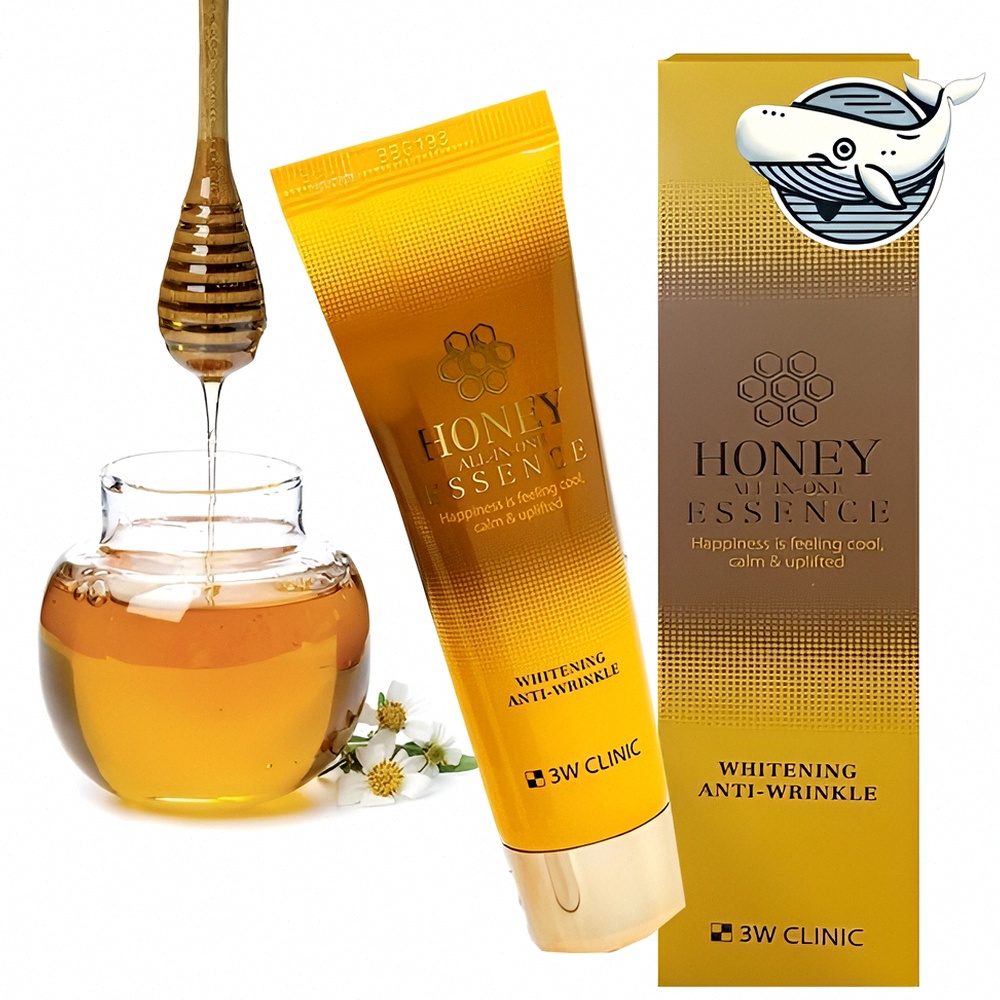 HONEY
ALL-IN-ONE
ESSENCE
Happiness is feeling cool,
calm & uplifted
WHITENING
ANTI-WRINKLE
3W CLINIC
HONEY
ALL-IN-ONE
ESSENCE
Happiness is feeling cool,
calm & uplifted
WHITENING
ANTI-WRINKLE
3W CLINIC